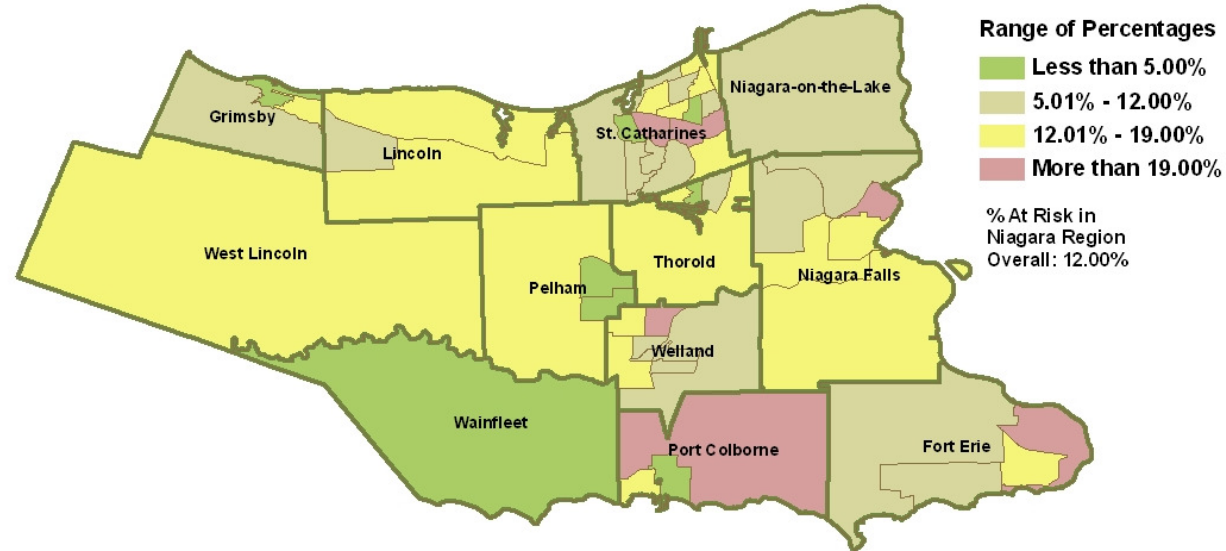 Range of Percentages
Less than 5.00%
5.01% - 12.00%
12.01% - 19.00%
More than 19.00%
% At Risk in
Niagara Region
Overall: 12.00%
Niagara-on-the-Lake
Grimsby
St. Catharines
Lincoln
West Lincoln
Pelham
Thorold
Niagara Falls
Welland
Wainfleet
Port Colborne
Fort Erie